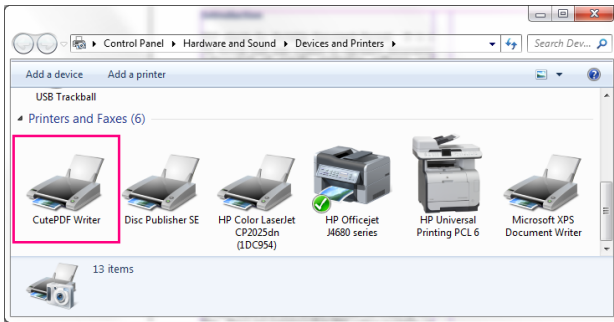 Control Panel Hardware and Sound Devices and Printers Search Dev...
Add a device Add a printer
USB Trackball
Printers and Faxes (6)
CutePDF Writer Disc Publisher SE HP Color LaserJet HP Officejet HP Universal Microsoft XPS
CP2025dn J4680 series Printing PCL 6 Document Writer
(1DC954)
13 items